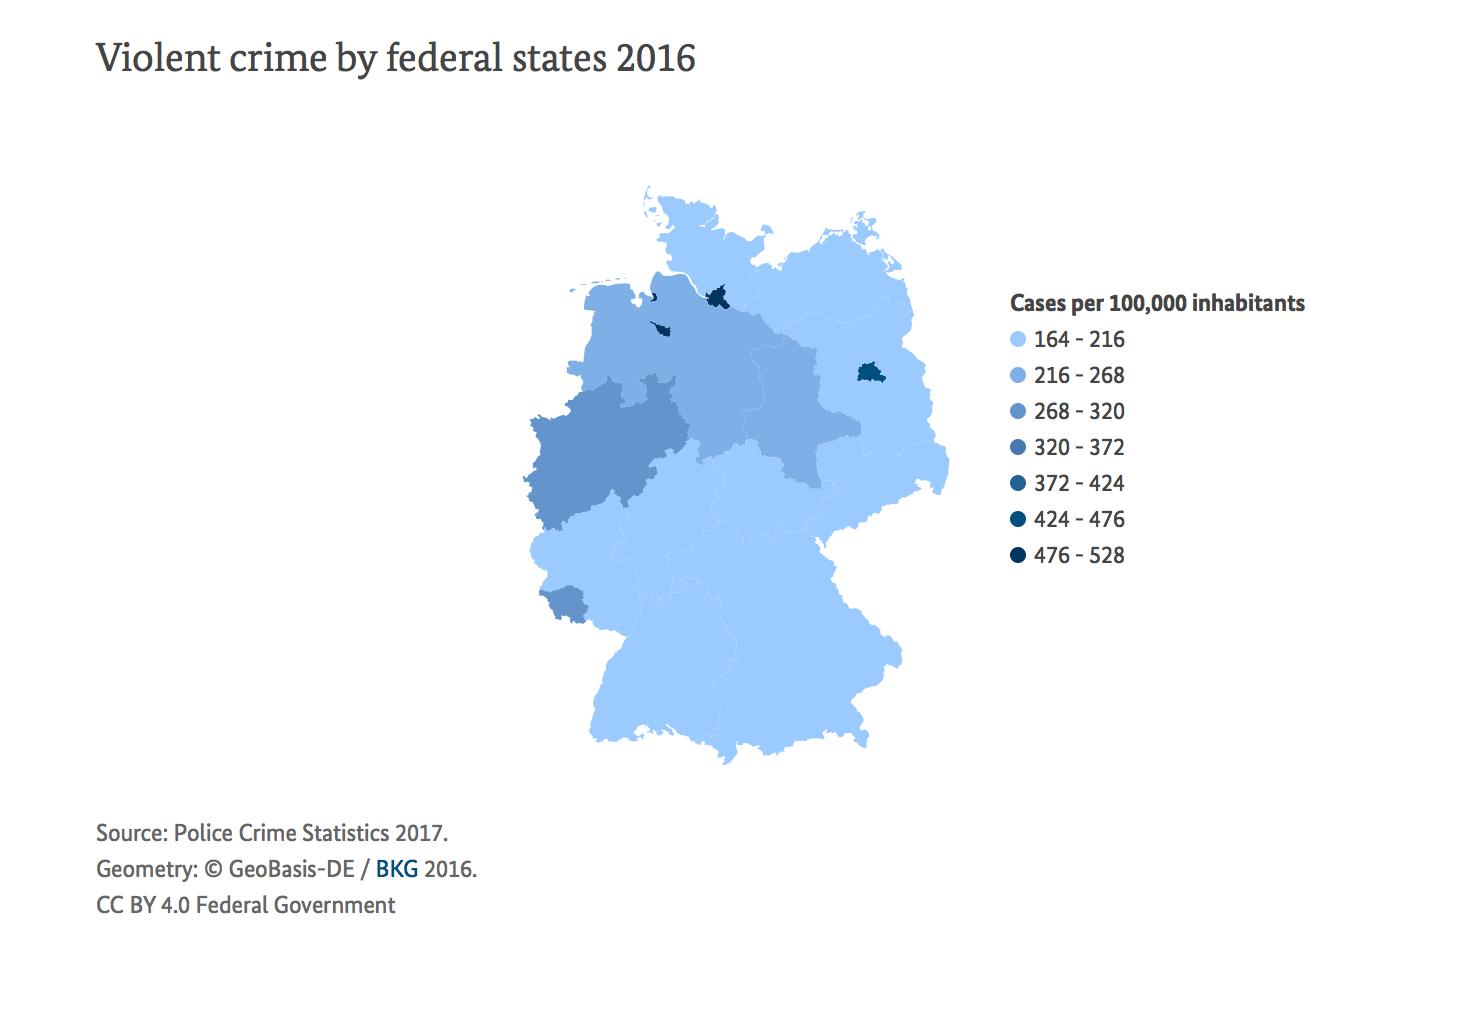 Violent crime by federal states 2016
Cases per 100,000 inhabitants
164 - 216
216 - 268
268 - 320
320 - 372
372 - 424
424 - 476
476 - 528
Source: Police Crime Statistics 2017.
Geometry: © GeoBasis-DE / BKG 2016.
CC BY 4.0 Federal Government